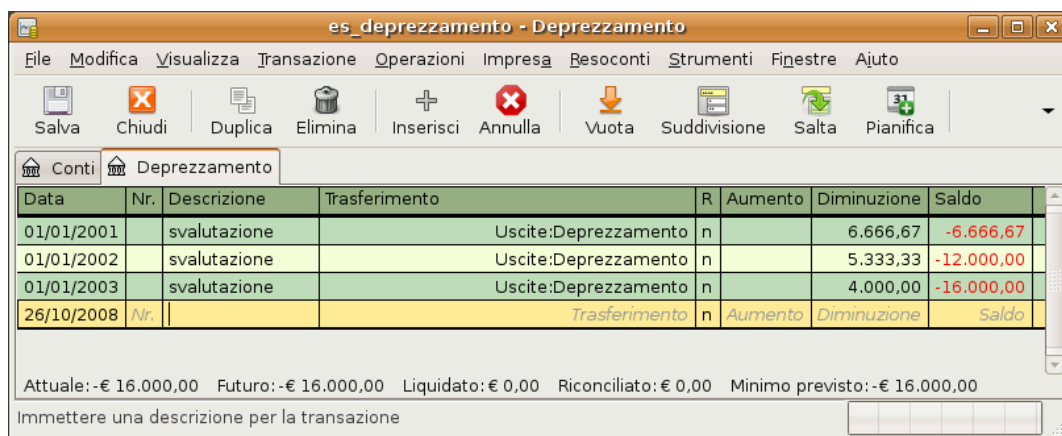 es_deprezzamento - Deprezzamento
File Modifica Visualizza Transazione Operazioni Impresa Resoconti Strumenti Finestre Aiuto
Salva Chiudi Duplica Elimina Inserisci Annulla Vuota Suddivisione Salta Pianifica
Conti Deprezzamento
Data Nr. Descrizione Trasferimento R Aumento Diminuzione Saldo
01/01/2001 svalutazione Uscite:Deprezzamento n 6.666,67 -6.666,67
01/01/2002 svalutazione Uscite:Deprezzamento n 5.333,33 -12.000,00
01/01/2003 svalutazione Uscite:Deprezzamento n 4.000,00 -16.000,00
26/10/2008 Nr. Trasferimento n Aumento Diminuzione Saldo
Attuale: -€ 16.000,00 Futuro: -€ 16.000,00 Liquidato: € 0,00 Riconciliato: € 0,00 Minimo previsto: -€ 16.000,00
Immettere una descrizione per la transazione